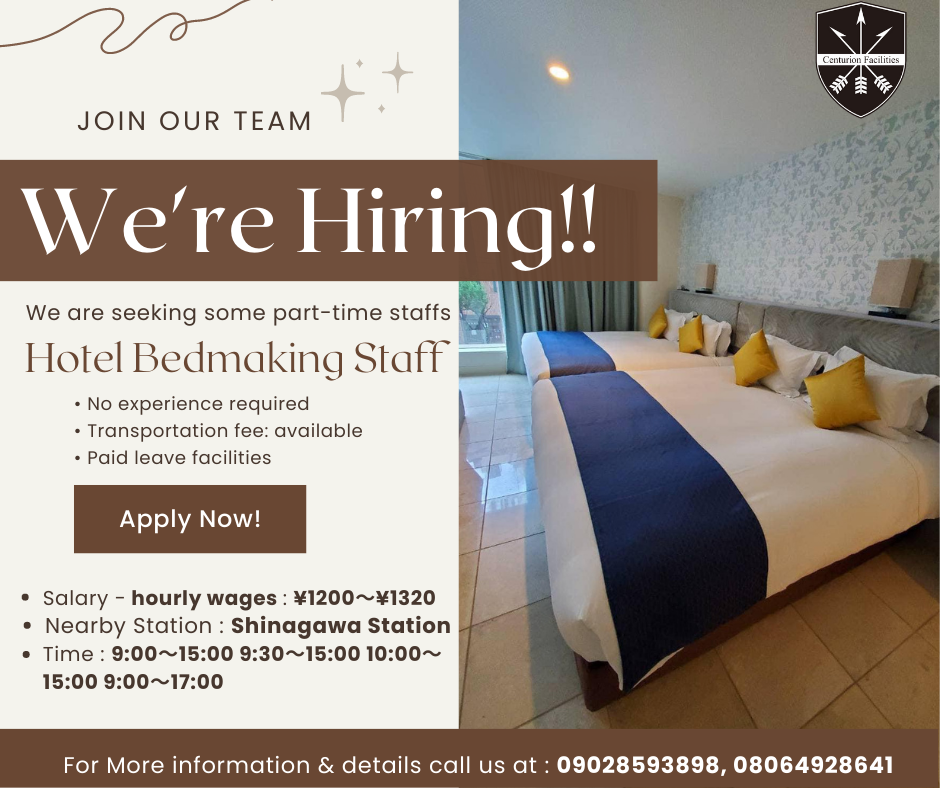 Centurion Facilities
JOIN OUR TEAM
We're Hiring!!
We are seeking some part-time staffs
Hotel Bedmaking Staff
• No experience required
• Transportation fee: available
• Paid leave facilities
Apply Now!
• Salary - hourly wages : ¥1200～¥1320
• Nearby Station : Shinagawa Station
• Time : 9:00～15:00 9:30～15:00 10:00～
15:00 9:00～17:00
For More information & details call us at : 09028593898, 08064928641